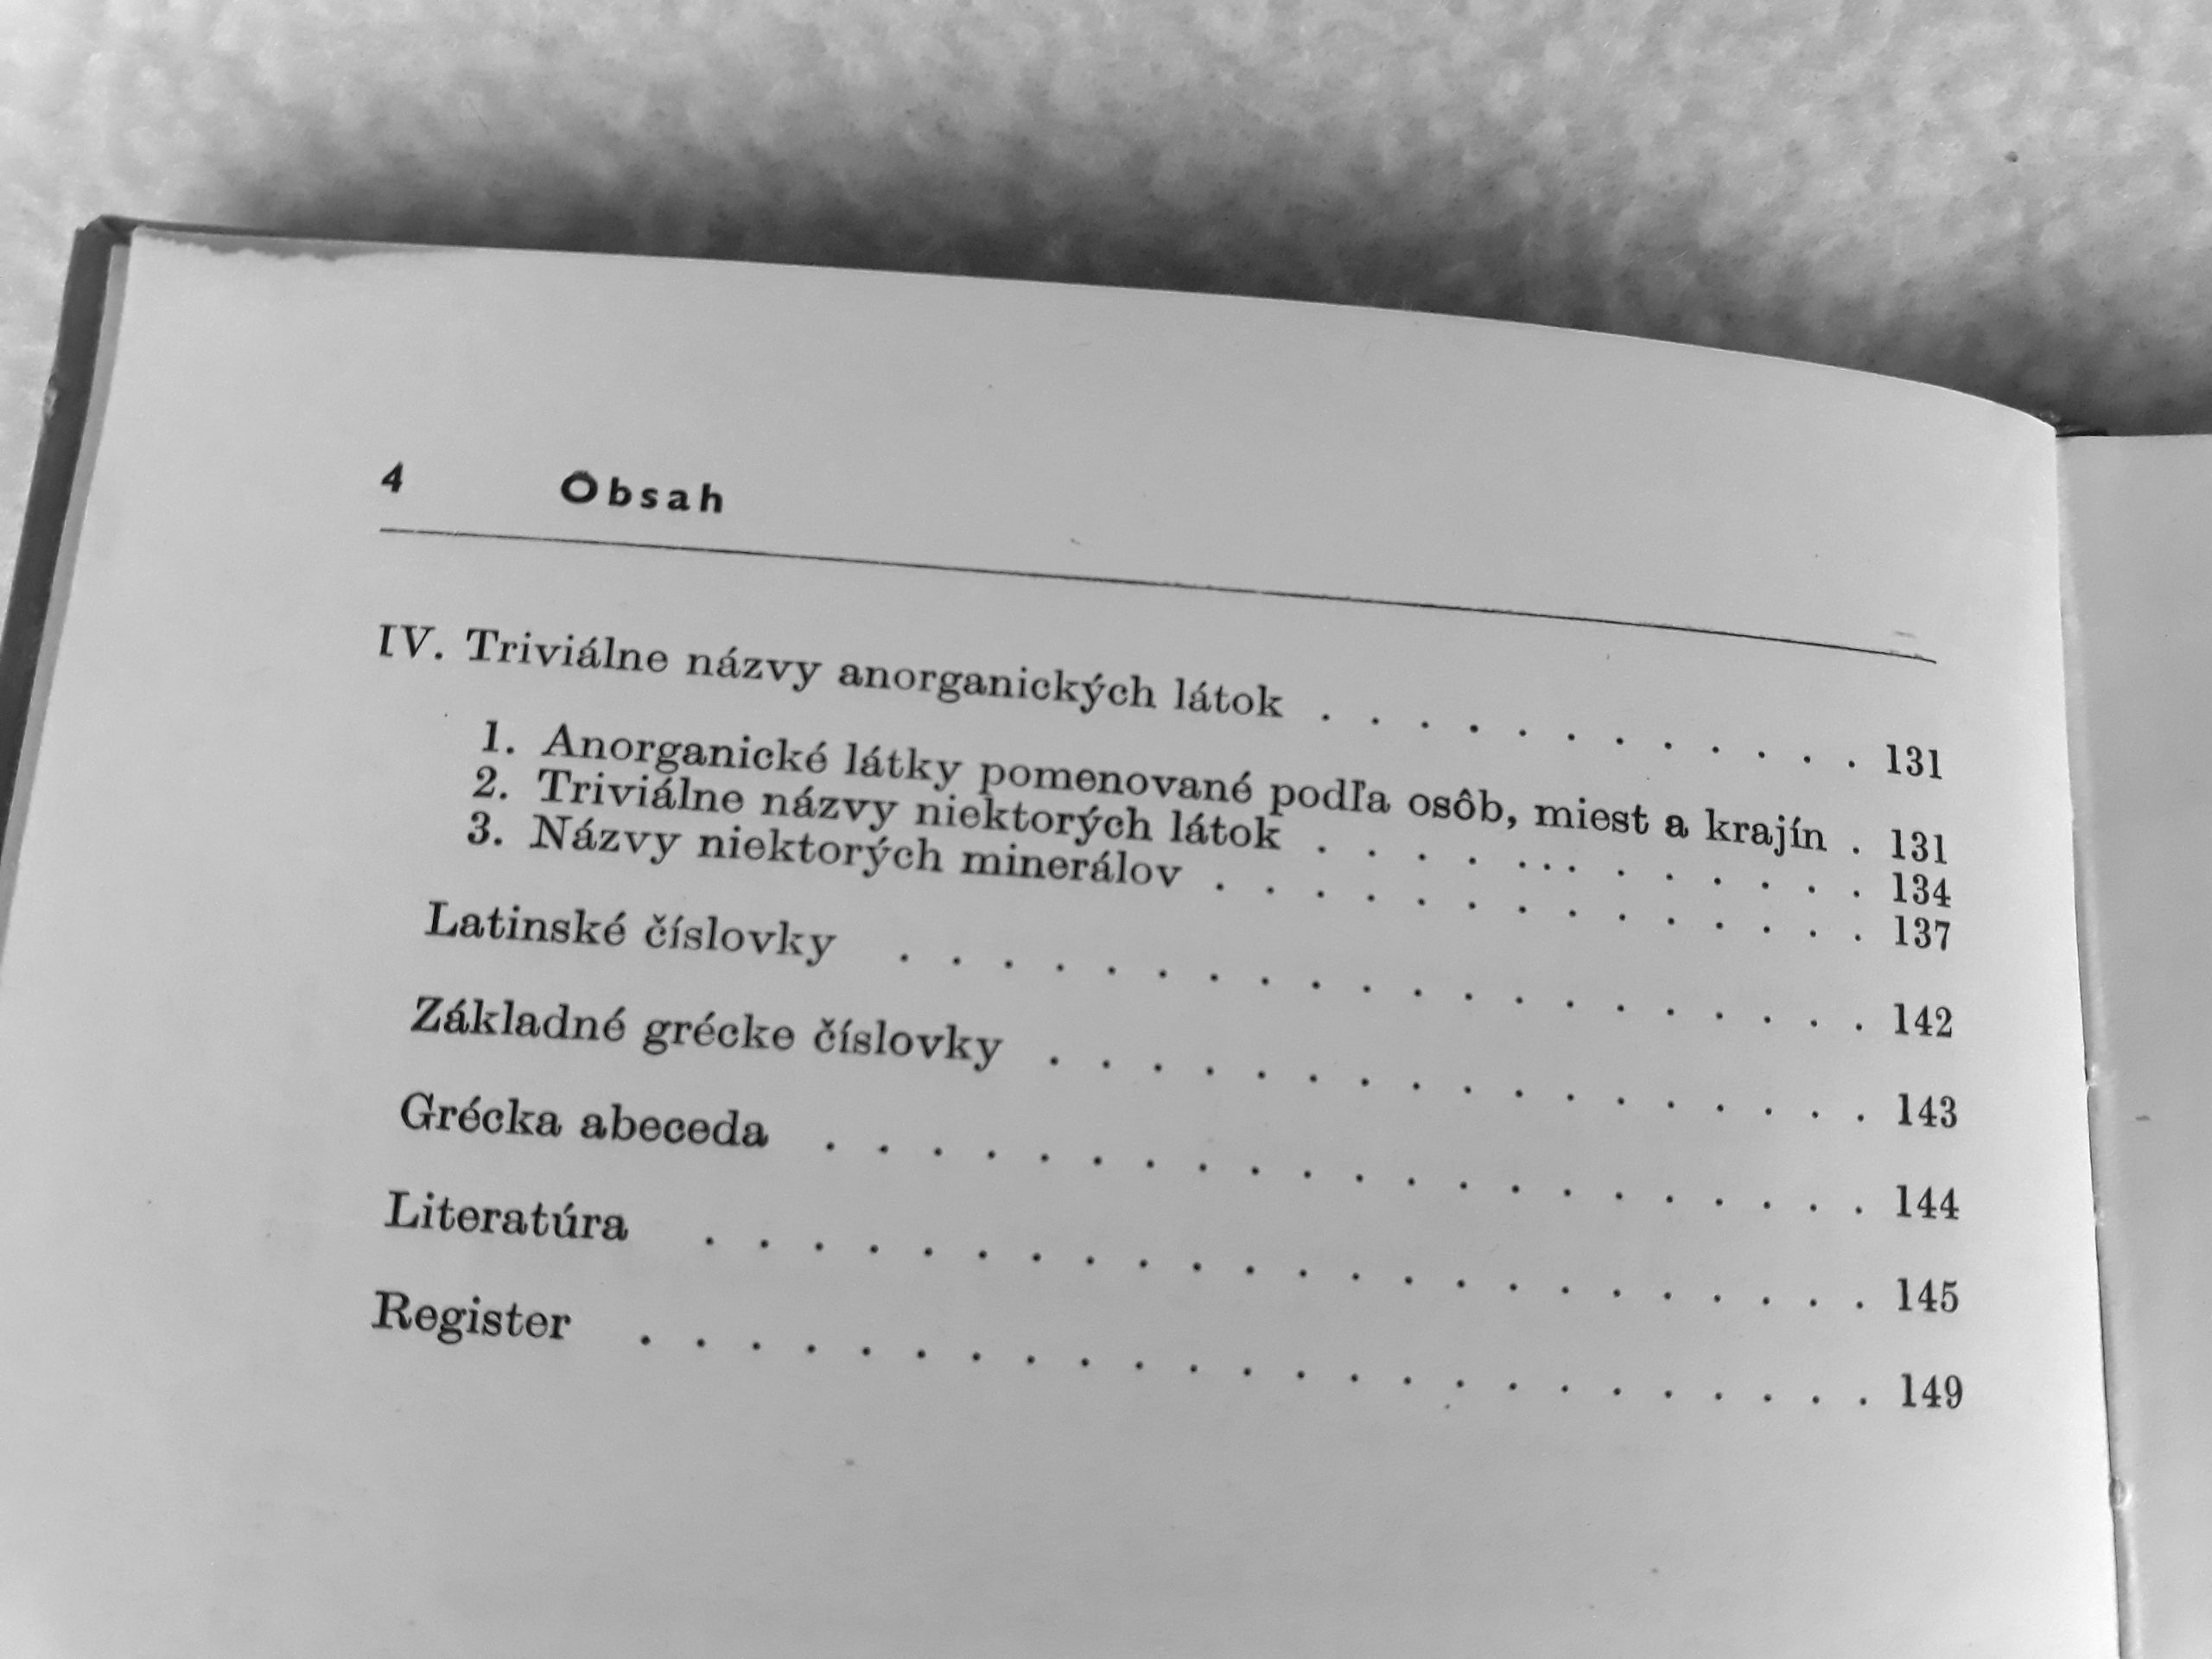 4 Obsah
IV. Triviálne názvy anorganických látok . . . . . . . . . . . . 131
1. Anorganické látky pomenované podľa osôb, miest a krajín . 131
2. Triviálne názvy niektorých látok . . . . . . . . . . . . . 134
3. Názvy niektorých minerálov . . . . . . . . . . . . . . 137
Latinské číslovky . . . . . . . . . . . . . . . . . . . 142
Základné grécke číslovky . . . . . . . . . . . . . . . . . 143
Grécka abeceda . . . . . . . . . . . . . . . . . . . . 144
Literatúra . . . . . . . . . . . . . . . . . . . . . . 145
Register . . . . . . . . . . . . . . . . . . . . . . . 149